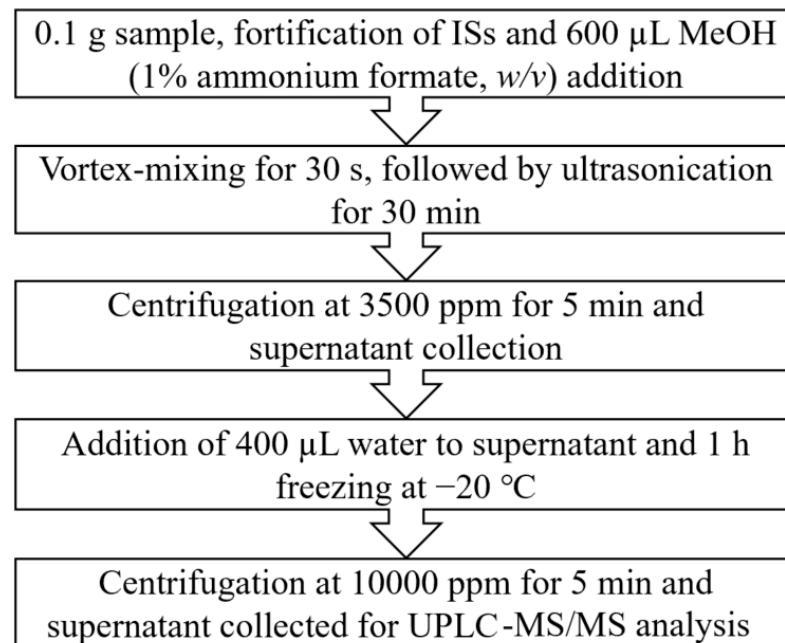 0.1 g sample, fortification of ISs and 600 µL MeOH
(1% ammonium formate, w/v) addition
Vortex-mixing for 30 s, followed by ultrasonication
for 30 min
Centrifugation at 3500 ppm for 5 min and
supernatant collection
Addition of 400 µL water to supernatant and 1 h
freezing at −20 °C
Centrifugation at 10000 ppm for 5 min and
supernatant collected for UPLC-MS/MS analysis